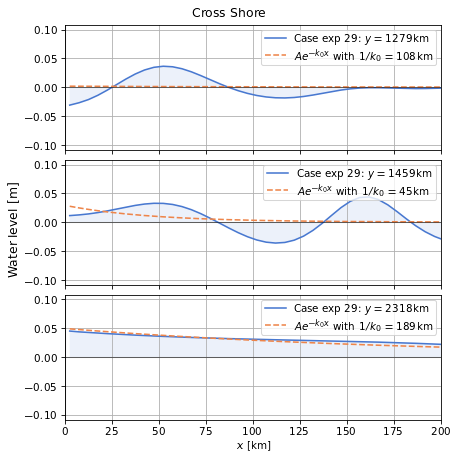 Cross Shore
Water level [m]
0.10
0.05
0.00
−0.05
−0.10
Case exp 29: y = 1279km
Ae^{−k₀x} with 1/k₀ = 108km
0.10
0.05
0.00
−0.05
−0.10
Case exp 29: y = 1459km
Ae^{−k₀x} with 1/k₀ = 45km
0.10
0.05
0.00
−0.05
−0.10
Case exp 29: y = 2318km
Ae^{−k₀x} with 1/k₀ = 189km
0 25 50 75 100 125 150 175 200
x [km]